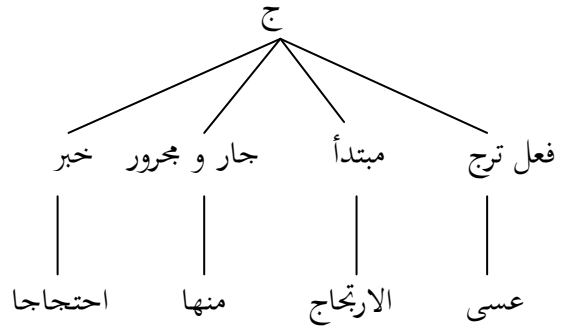 ج
فعل ترج مبتدأ جار و مجرور خبر
عسى الارتجاج منها احتجاجا